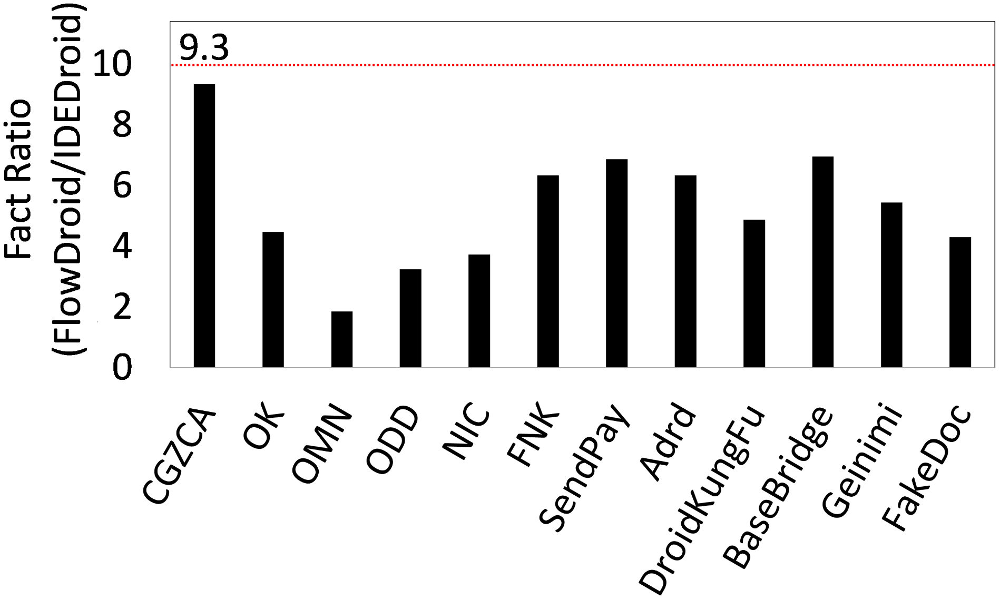 Fact Ratio
(FlowDroid/IDEDroid)
9.3
10
8
6
4
2
0
CGZCA
OK
OMN
ODD
NIC
FNK
SendPay
Adrd
DroidKungFu
BaseBridge
Geinimi
FakeDoc